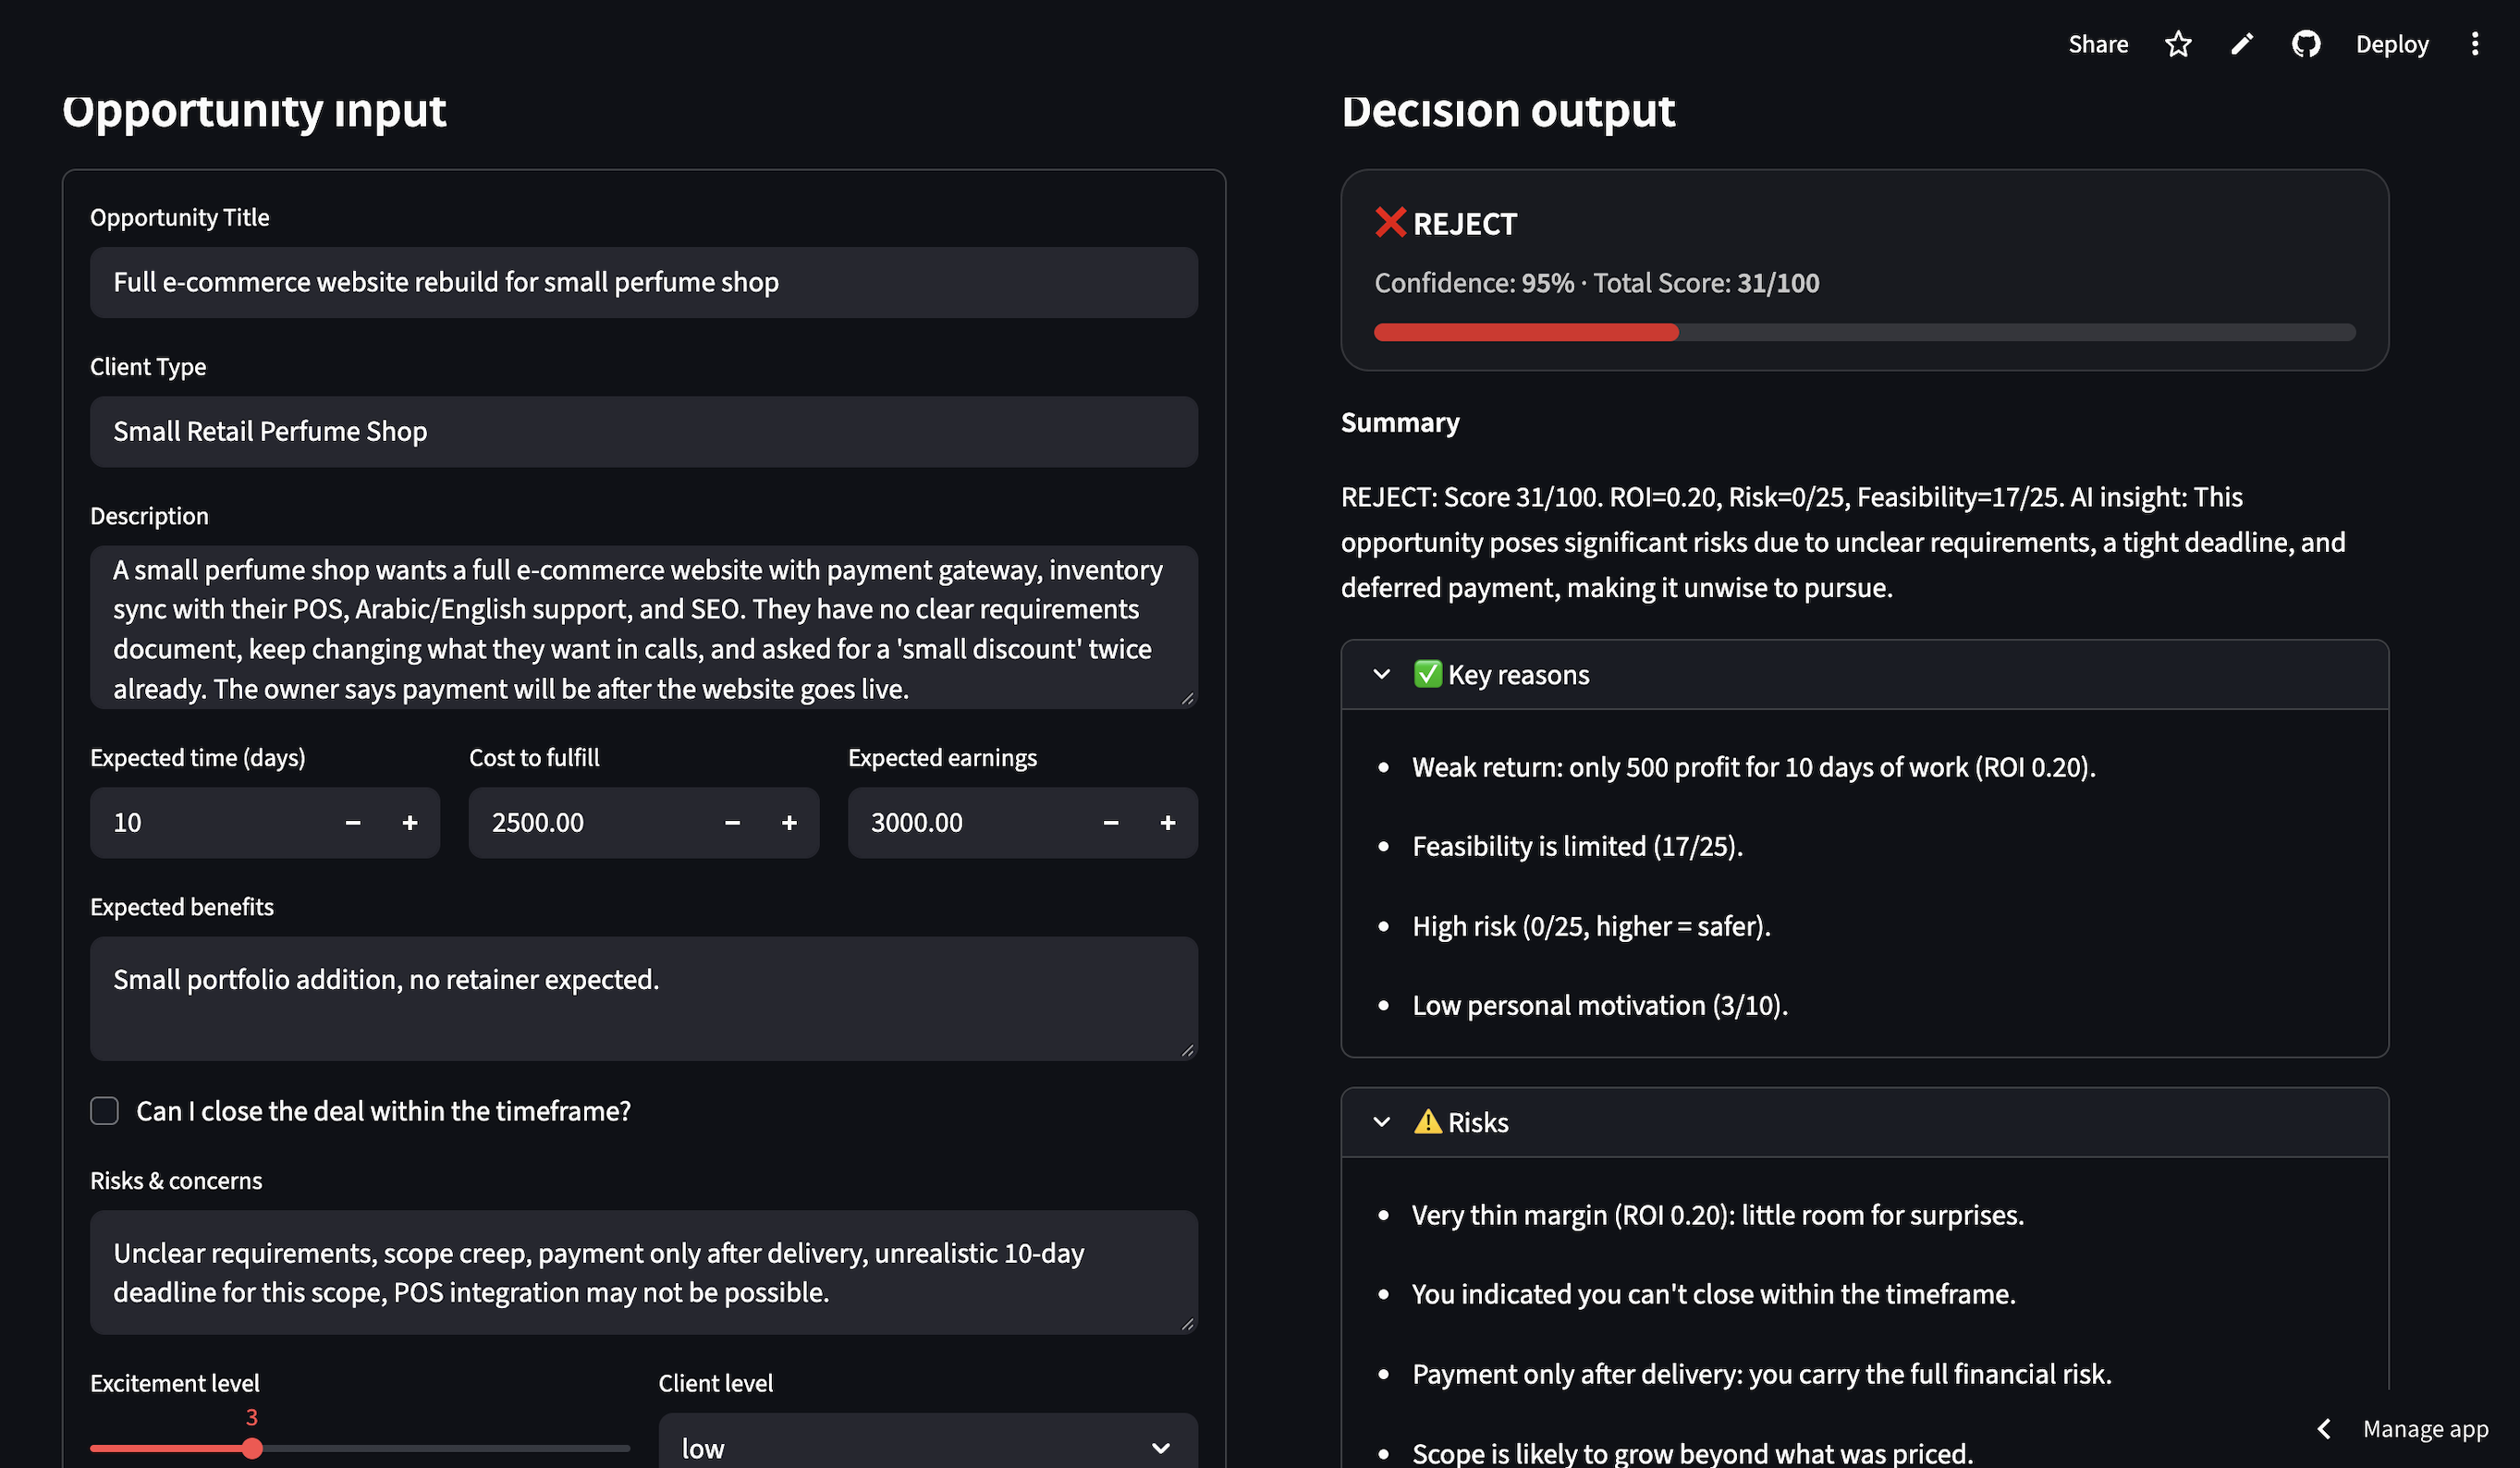 Share
Deploy
Opportunity input
Opportunity Title
Full e-commerce website rebuild for small perfume shop
Client Type
Small Retail Perfume Shop
Description
A small perfume shop wants a full e-commerce website with payment gateway, inventory
sync with their POS, Arabic/English support, and SEO. They have no clear requirements
document, keep changing what they want in calls, and asked for a 'small discount' twice
already. The owner says payment will be after the website goes live.
Expected time (days)
Cost to fulfill
Expected earnings
10
2500.00
3000.00
Expected benefits
Small portfolio addition, no retainer expected.
Can I close the deal within the timeframe?
Risks & concerns
Unclear requirements, scope creep, payment only after delivery, unrealistic 10-day
deadline for this scope, POS integration may not be possible.
Excitement level
3
Client level
low
Decision output
❌ REJECT
Confidence: 95% · Total Score: 31/100
Summary
REJECT: Score 31/100. ROI=0.20, Risk=0/25, Feasibility=17/25. AI insight: This
opportunity poses significant risks due to unclear requirements, a tight deadline, and
deferred payment, making it unwise to pursue.
✅ Key reasons
• Weak return: only 500 profit for 10 days of work (ROI 0.20).
• Feasibility is limited (17/25).
• High risk (0/25, higher = safer).
• Low personal motivation (3/10).
⚠️ Risks
• Very thin margin (ROI 0.20): little room for surprises.
• You indicated you can't close within the timeframe.
• Payment only after delivery: you carry the full financial risk.
• Scope is likely to grow beyond what was priced.
Manage app